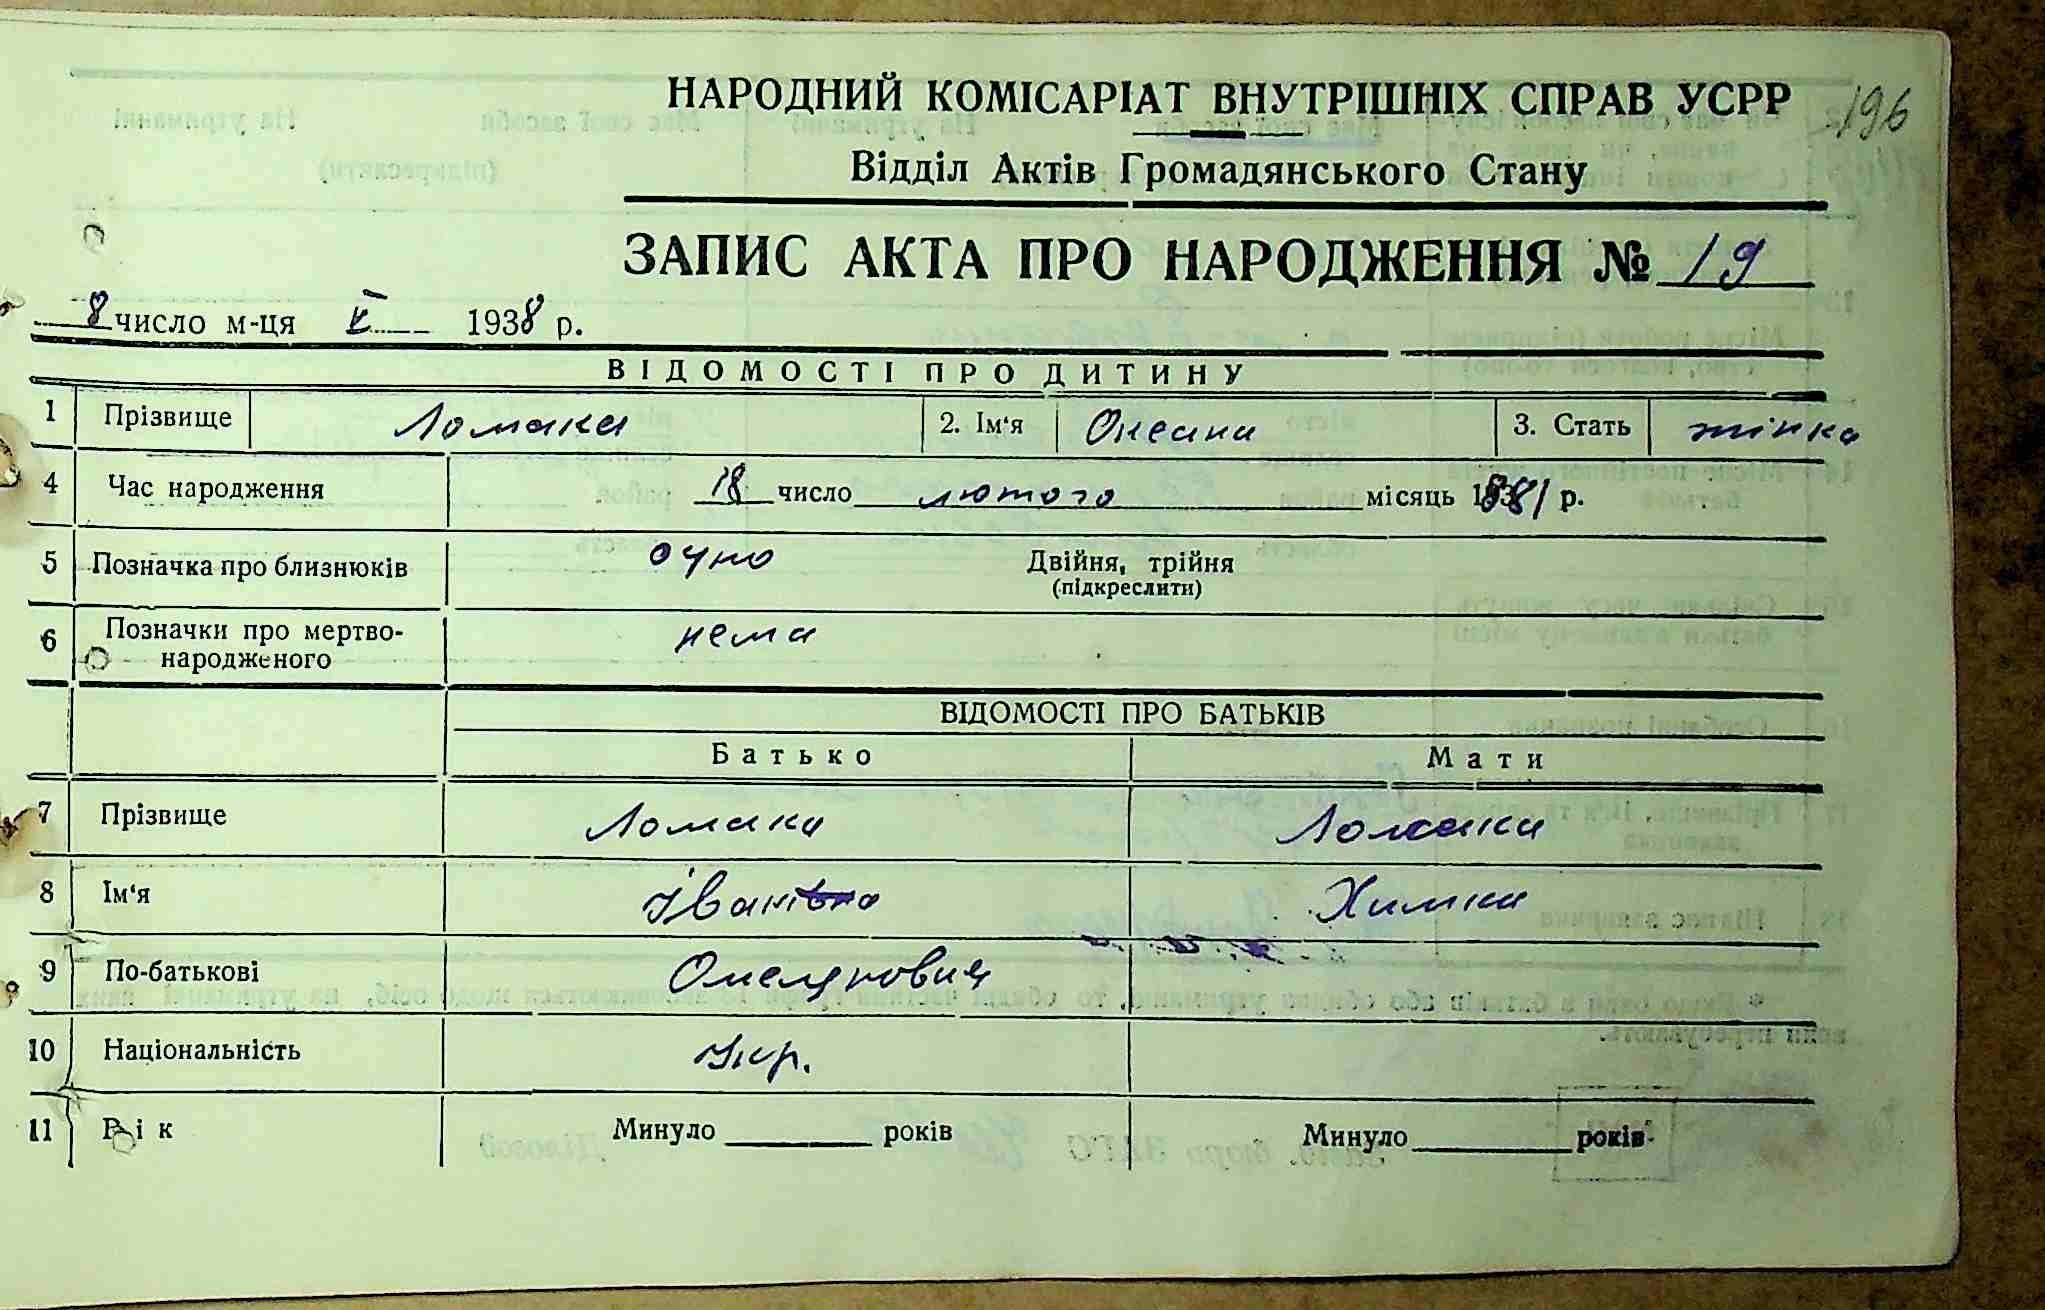 НАРОДНИЙ КОМІСАРІАТ ВНУТРІШНІХ СПРАВ УСРР
196
Відділ Актів Громадянського Стану
ЗАПИС АКТА ПРО НАРОДЖЕННЯ № 19
8 число м-ця V 1938 р.
ВІДОМОСТІ ПРО ДИТИНУ
1 Прізвище Ломака 2. Ім'я Оксана 3. Стать жінка
4 Час народження 18 число лютого місяць 1881 р.
5 Позначка про близнюків одно Двійня, трійня
(підкреслити)
6 Позначки про мертво-
народженого нема
ВІДОМОСТІ ПРО БАТЬКІВ
Батько Мати
7 Прізвище Ломака Ломака
8 Ім'я Іван Химка
9 По-батькові Омелянович
10 Національність Укр.
11 Рік Минуло років Минуло років